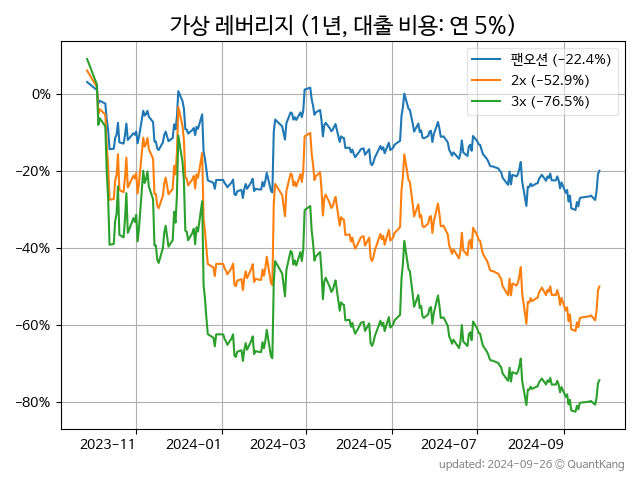 가상 레버리지 (1년, 대출 비용: 연 5%)
팬오션 (−22.4%)
2x (−52.9%)
3x (−76.5%)
0%
−20%
−40%
−60%
−80%
2023−11 2024−01 2024−03 2024−05 2024−07 2024−09
updated: 2024−09−26 © QuantKang